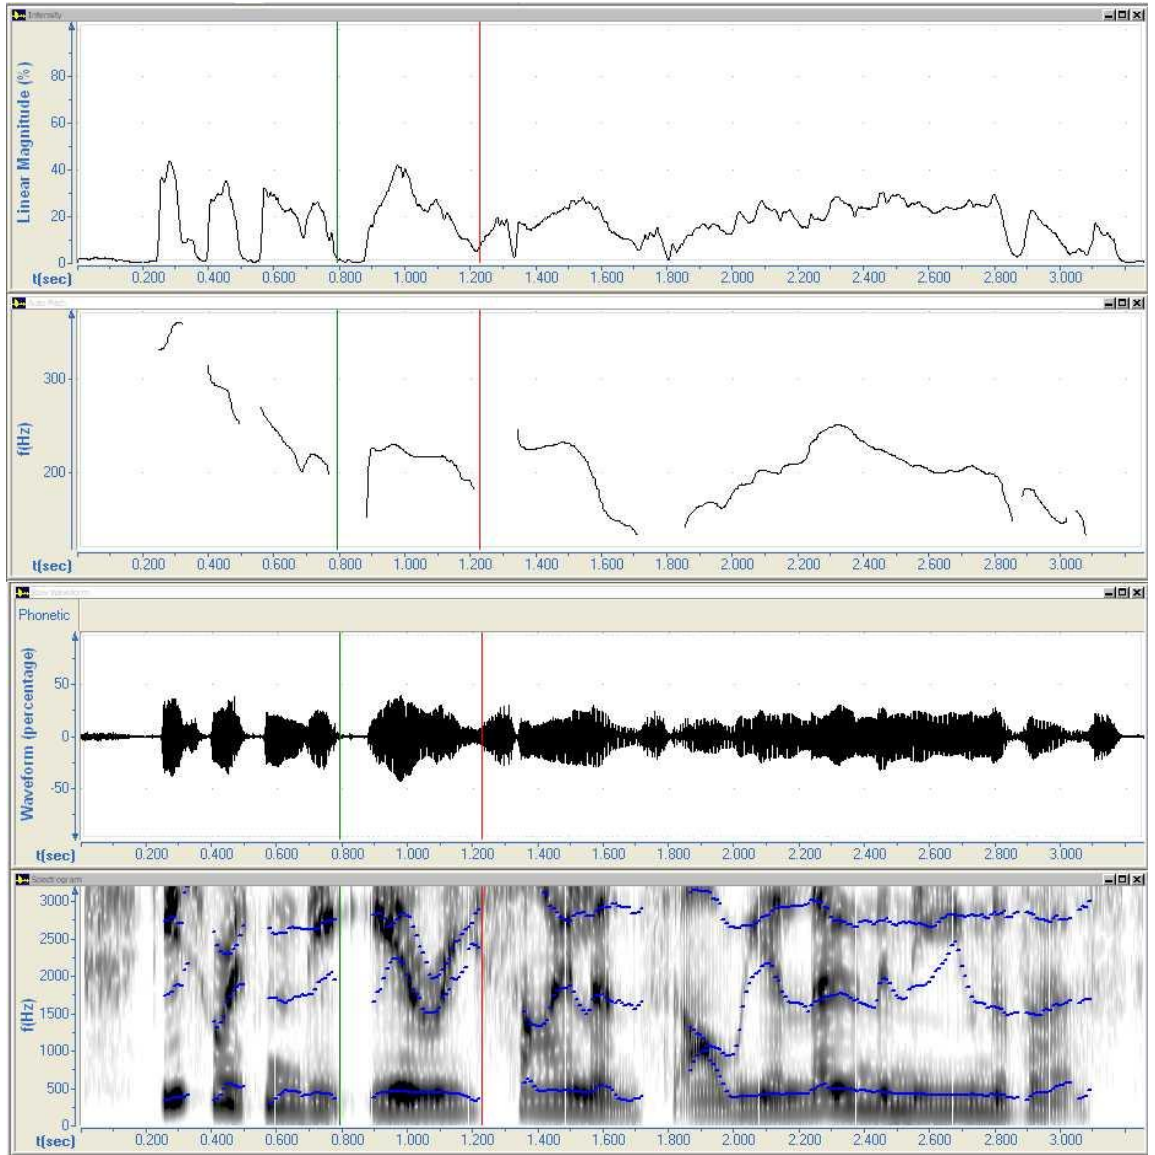 Intensity
Linear Magnitude (%)
80
60
40
20
0
t(sec)
0.200 0.400 0.600 0.800 1.000 1.200 1.400 1.600 1.800 2.000 2.200 2.400 2.600 2.800 3.000
Auto Pitch
f(Hz)
300
200
t(sec)
0.200 0.400 0.600 0.800 1.000 1.200 1.400 1.600 1.800 2.000 2.200 2.400 2.600 2.800 3.000
Raw Waveform
Phonetic
Waveform (percentage)
50
0
-50
t(sec)
0.200 0.400 0.600 0.800 1.000 1.200 1.400 1.600 1.800 2.000 2.200 2.400 2.600 2.800 3.000
Spectrogram
f(Hz)
3000
2500
2000
1500
1000
500
0
t(sec)
0.200 0.400 0.600 0.800 1.000 1.200 1.400 1.600 1.800 2.000 2.200 2.400 2.600 2.800 3.000